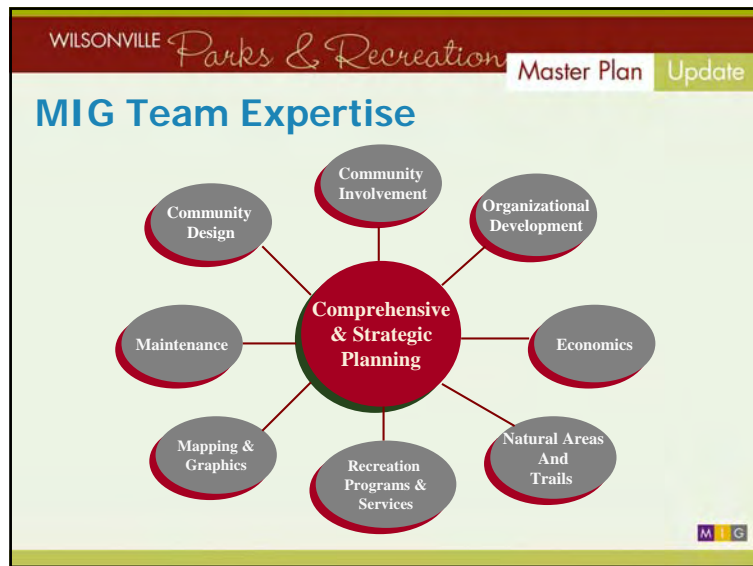 WILSONVILLE Parks & Recreation
Master Plan Update
MIG Team Expertise
Community
Involvement
Community
Design
Organizational
Development
Comprehensive
& Strategic
Planning
Maintenance
Economics
Mapping &
Graphics
Recreation
Programs &
Services
Natural Areas
And
Trails
M I G